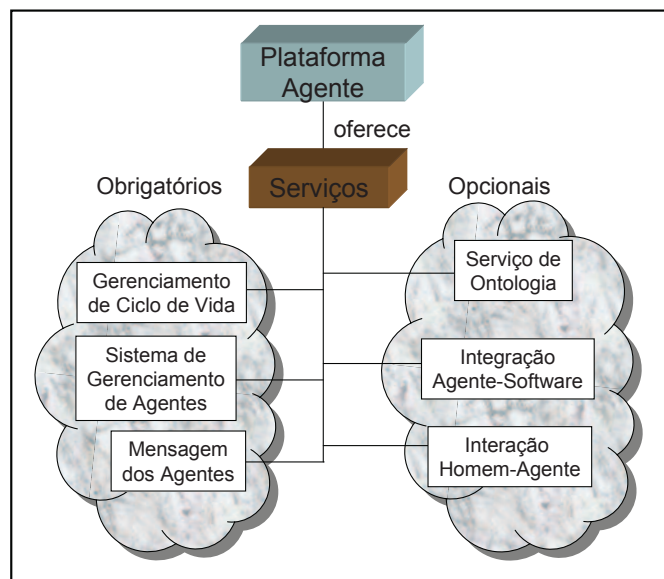 Plataforma
Agente
oferece
Serviços
Obrigatórios
Gerenciamento
de Ciclo de Vida
Sistema de
Gerenciamento
de Agentes
Mensagem
dos Agentes
Opcionais
Serviço de
Ontologia
Integração
Agente-Software
Interação
Homem-Agente